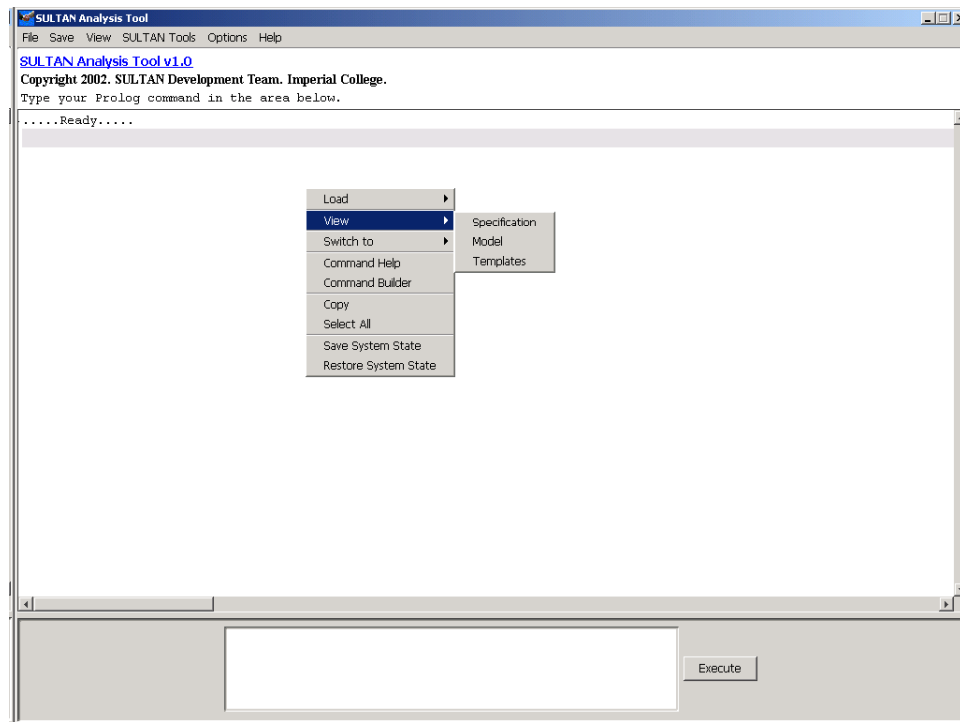 SULTAN Analysis Tool
File Save View SULTAN Tools Options Help
SULTAN Analysis Tool v1.0
Copyright 2002. SULTAN Development Team. Imperial College.
Type your Prolog command in the area below.
.....Ready.....
Load
View
Switch to
Command Help
Command Builder
Copy
Select All
Save System State
Restore System State
Specification
Model
Templates
Execute